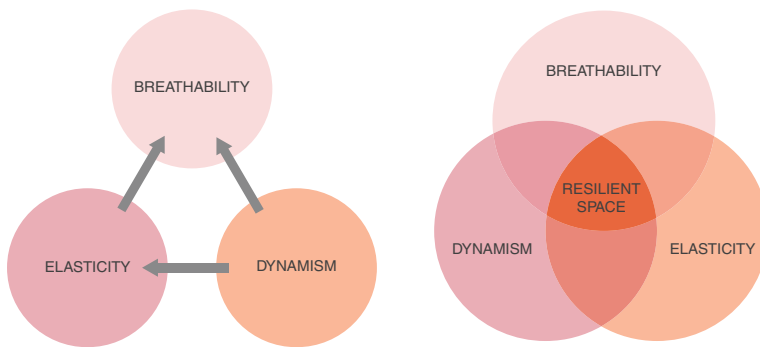 BREATHABILITY
ELASTICITY
DYNAMISM
BREATHABILITY
RESILIENT
SPACE
DYNAMISM
ELASTICITY